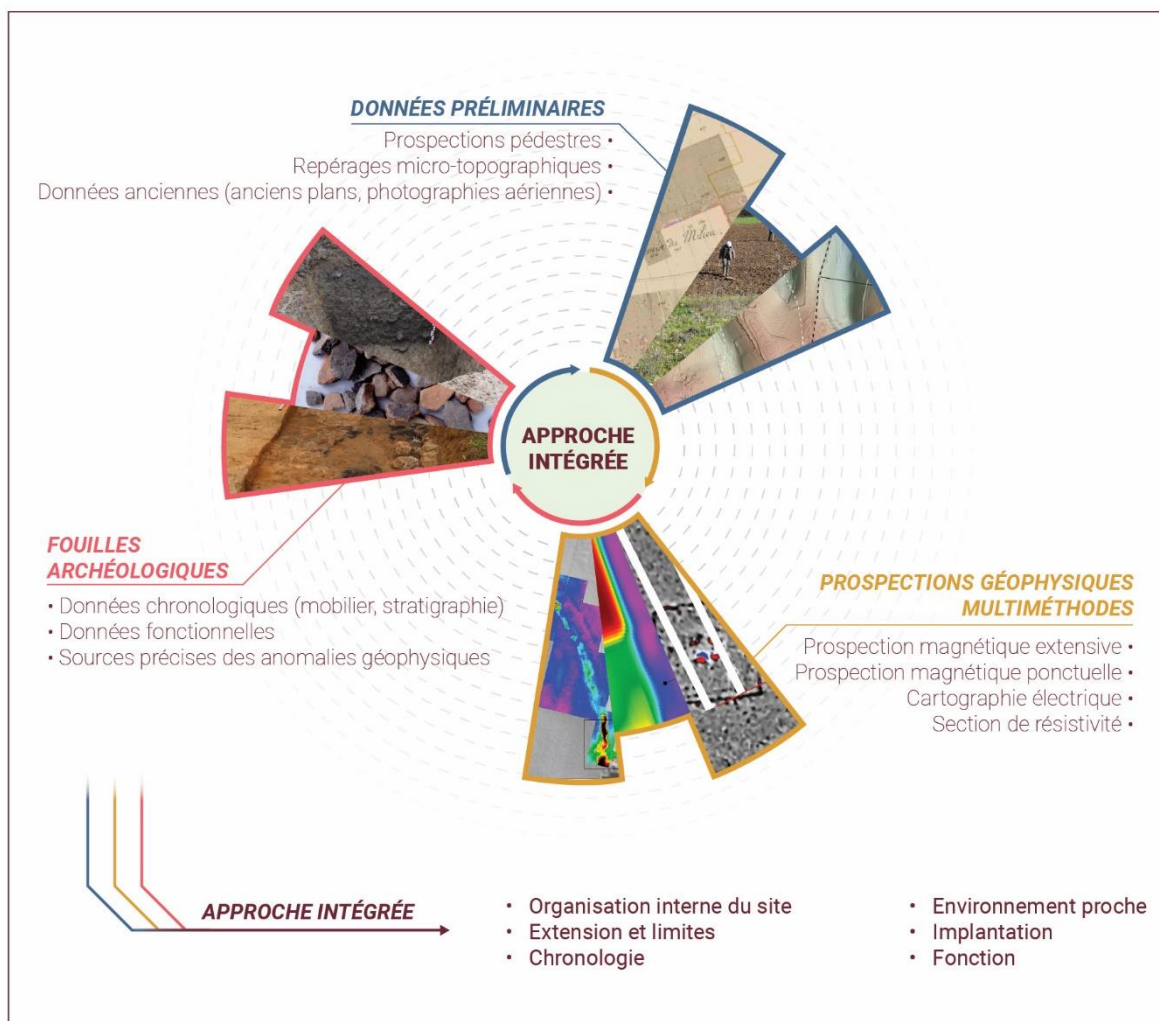 DONNÉES PRÉLIMINAIRES
Prospections pédestres •
Repérages micro-topographiques •
Données anciennes (anciens plans, photographies aériennes) •
APPROCHE
INTÉGRÉE
FOUILLES
ARCHÉOLOGIQUES
• Données chronologiques (mobilier, stratigraphie)
• Données fonctionnelles
• Sources précises des anomalies géophysiques
PROSPECTIONS GÉOPHYSIQUES
MULTIMÉTHODES
Prospection magnétique extensive •
Prospection magnétique ponctuelle •
Cartographie électrique •
Section de résistivité •
APPROCHE INTÉGRÉE
• Organisation interne du site
• Extension et limites
• Chronologie
• Environnement proche
• Implantation
• Fonction